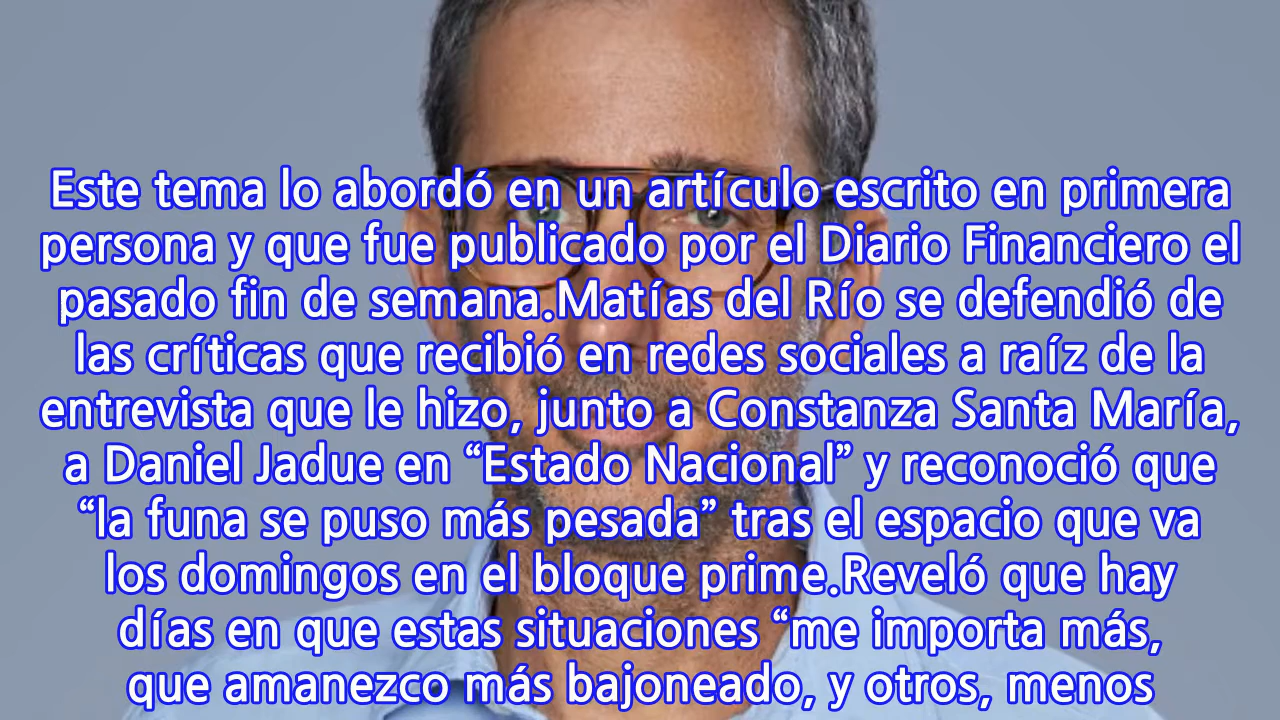 Este tema lo abordó en un artículo escrito en primera
persona y que fue publicado por el Diario Financiero el
pasado fin de semana.Matías del Río se defendió de
las críticas que recibió en redes sociales a raíz de la
entrevista que le hizo, junto a Constanza Santa María,
a Daniel Jadue en “Estado Nacional” y reconoció que
“la funa se puso más pesada” tras el espacio que va
los domingos en el bloque prime.Reveló que hay
días en que estas situaciones “me importa más,
que amanezco más bajoneado, y otros, menos